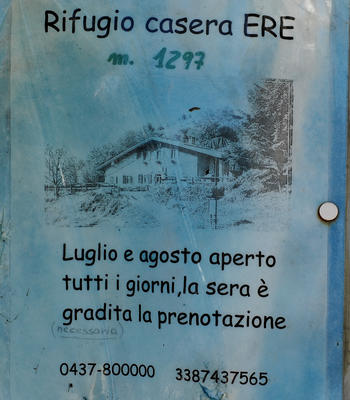 Rifugio casera ERE
m. 1297
Luglio e agosto aperto
tutti i giorni,la sera è
gradita la prenotazione
(necessaria)
0437-800000 3387437565